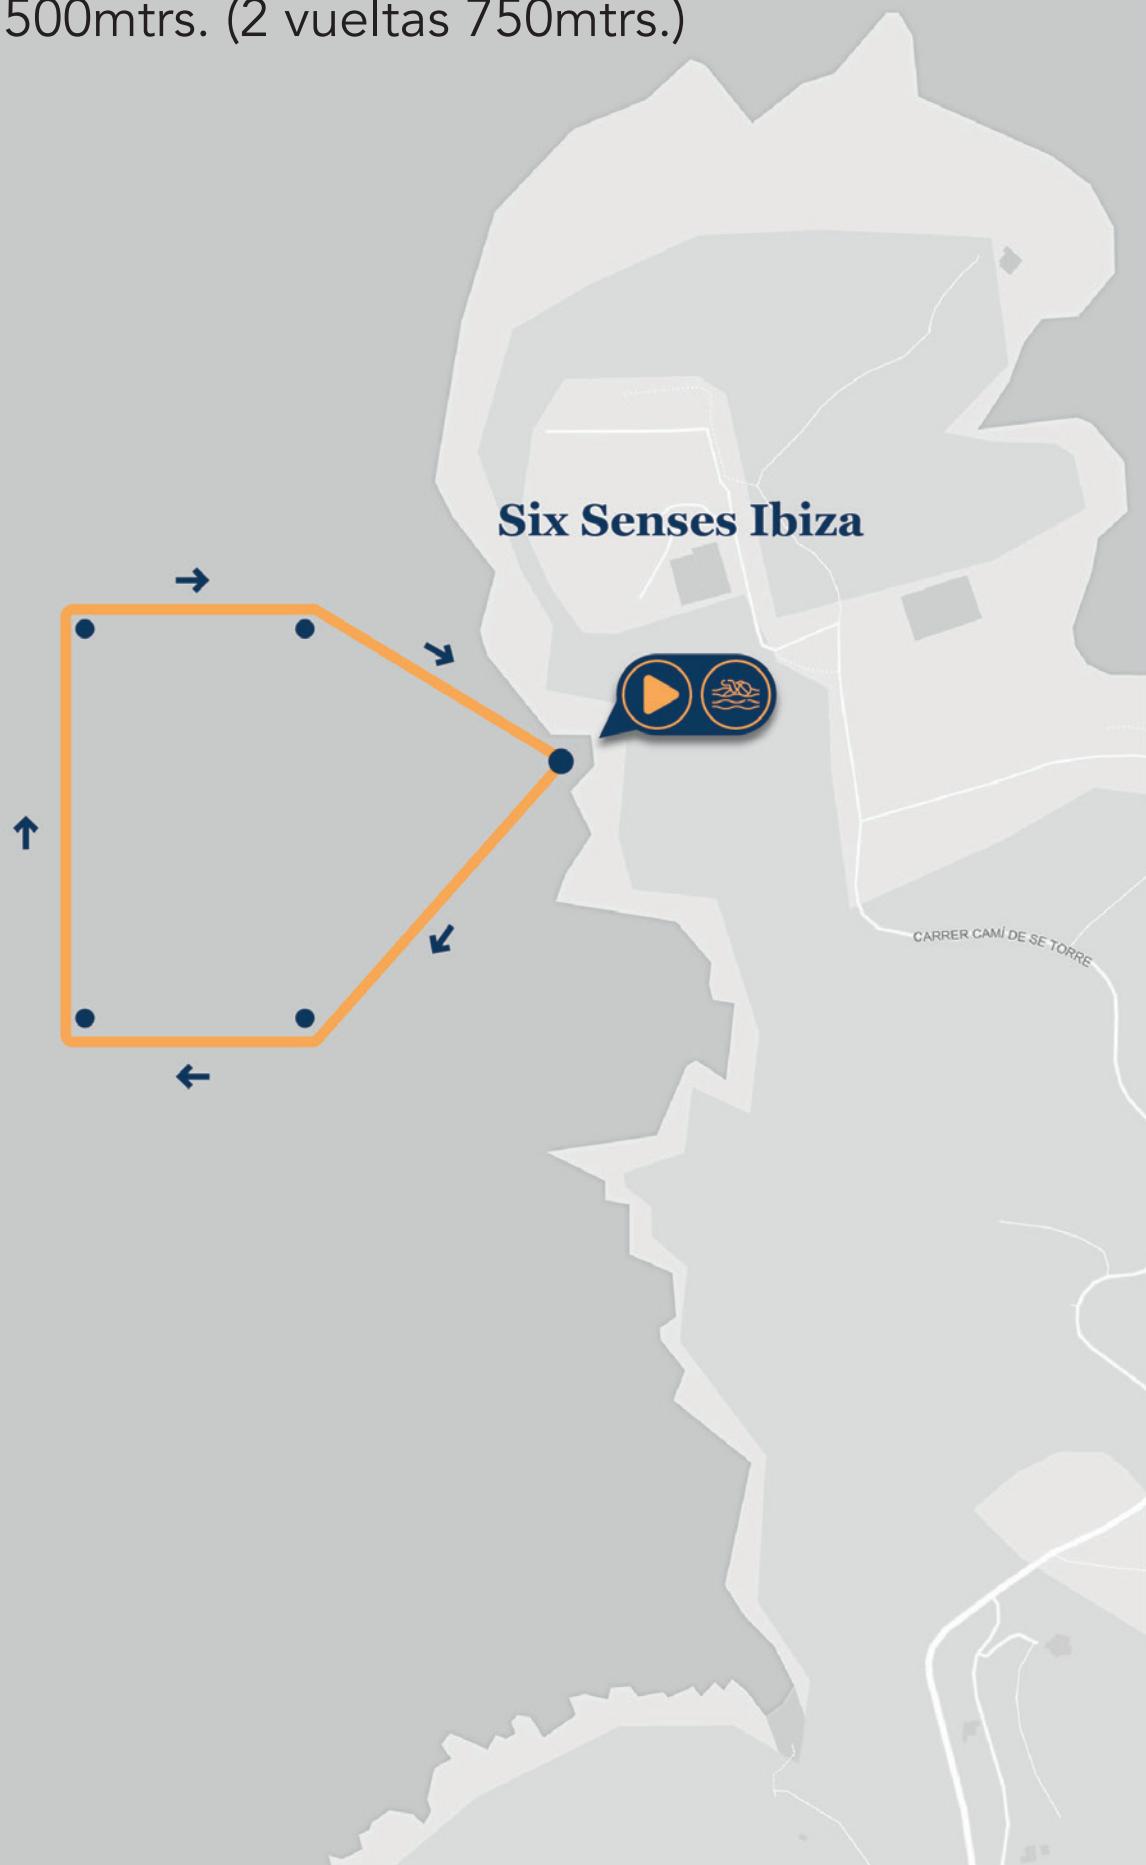 500mtrs. (2 vueltas 750mtrs.)
Six Senses Ibiza
CARRER CAMÍ DE SE TORRE